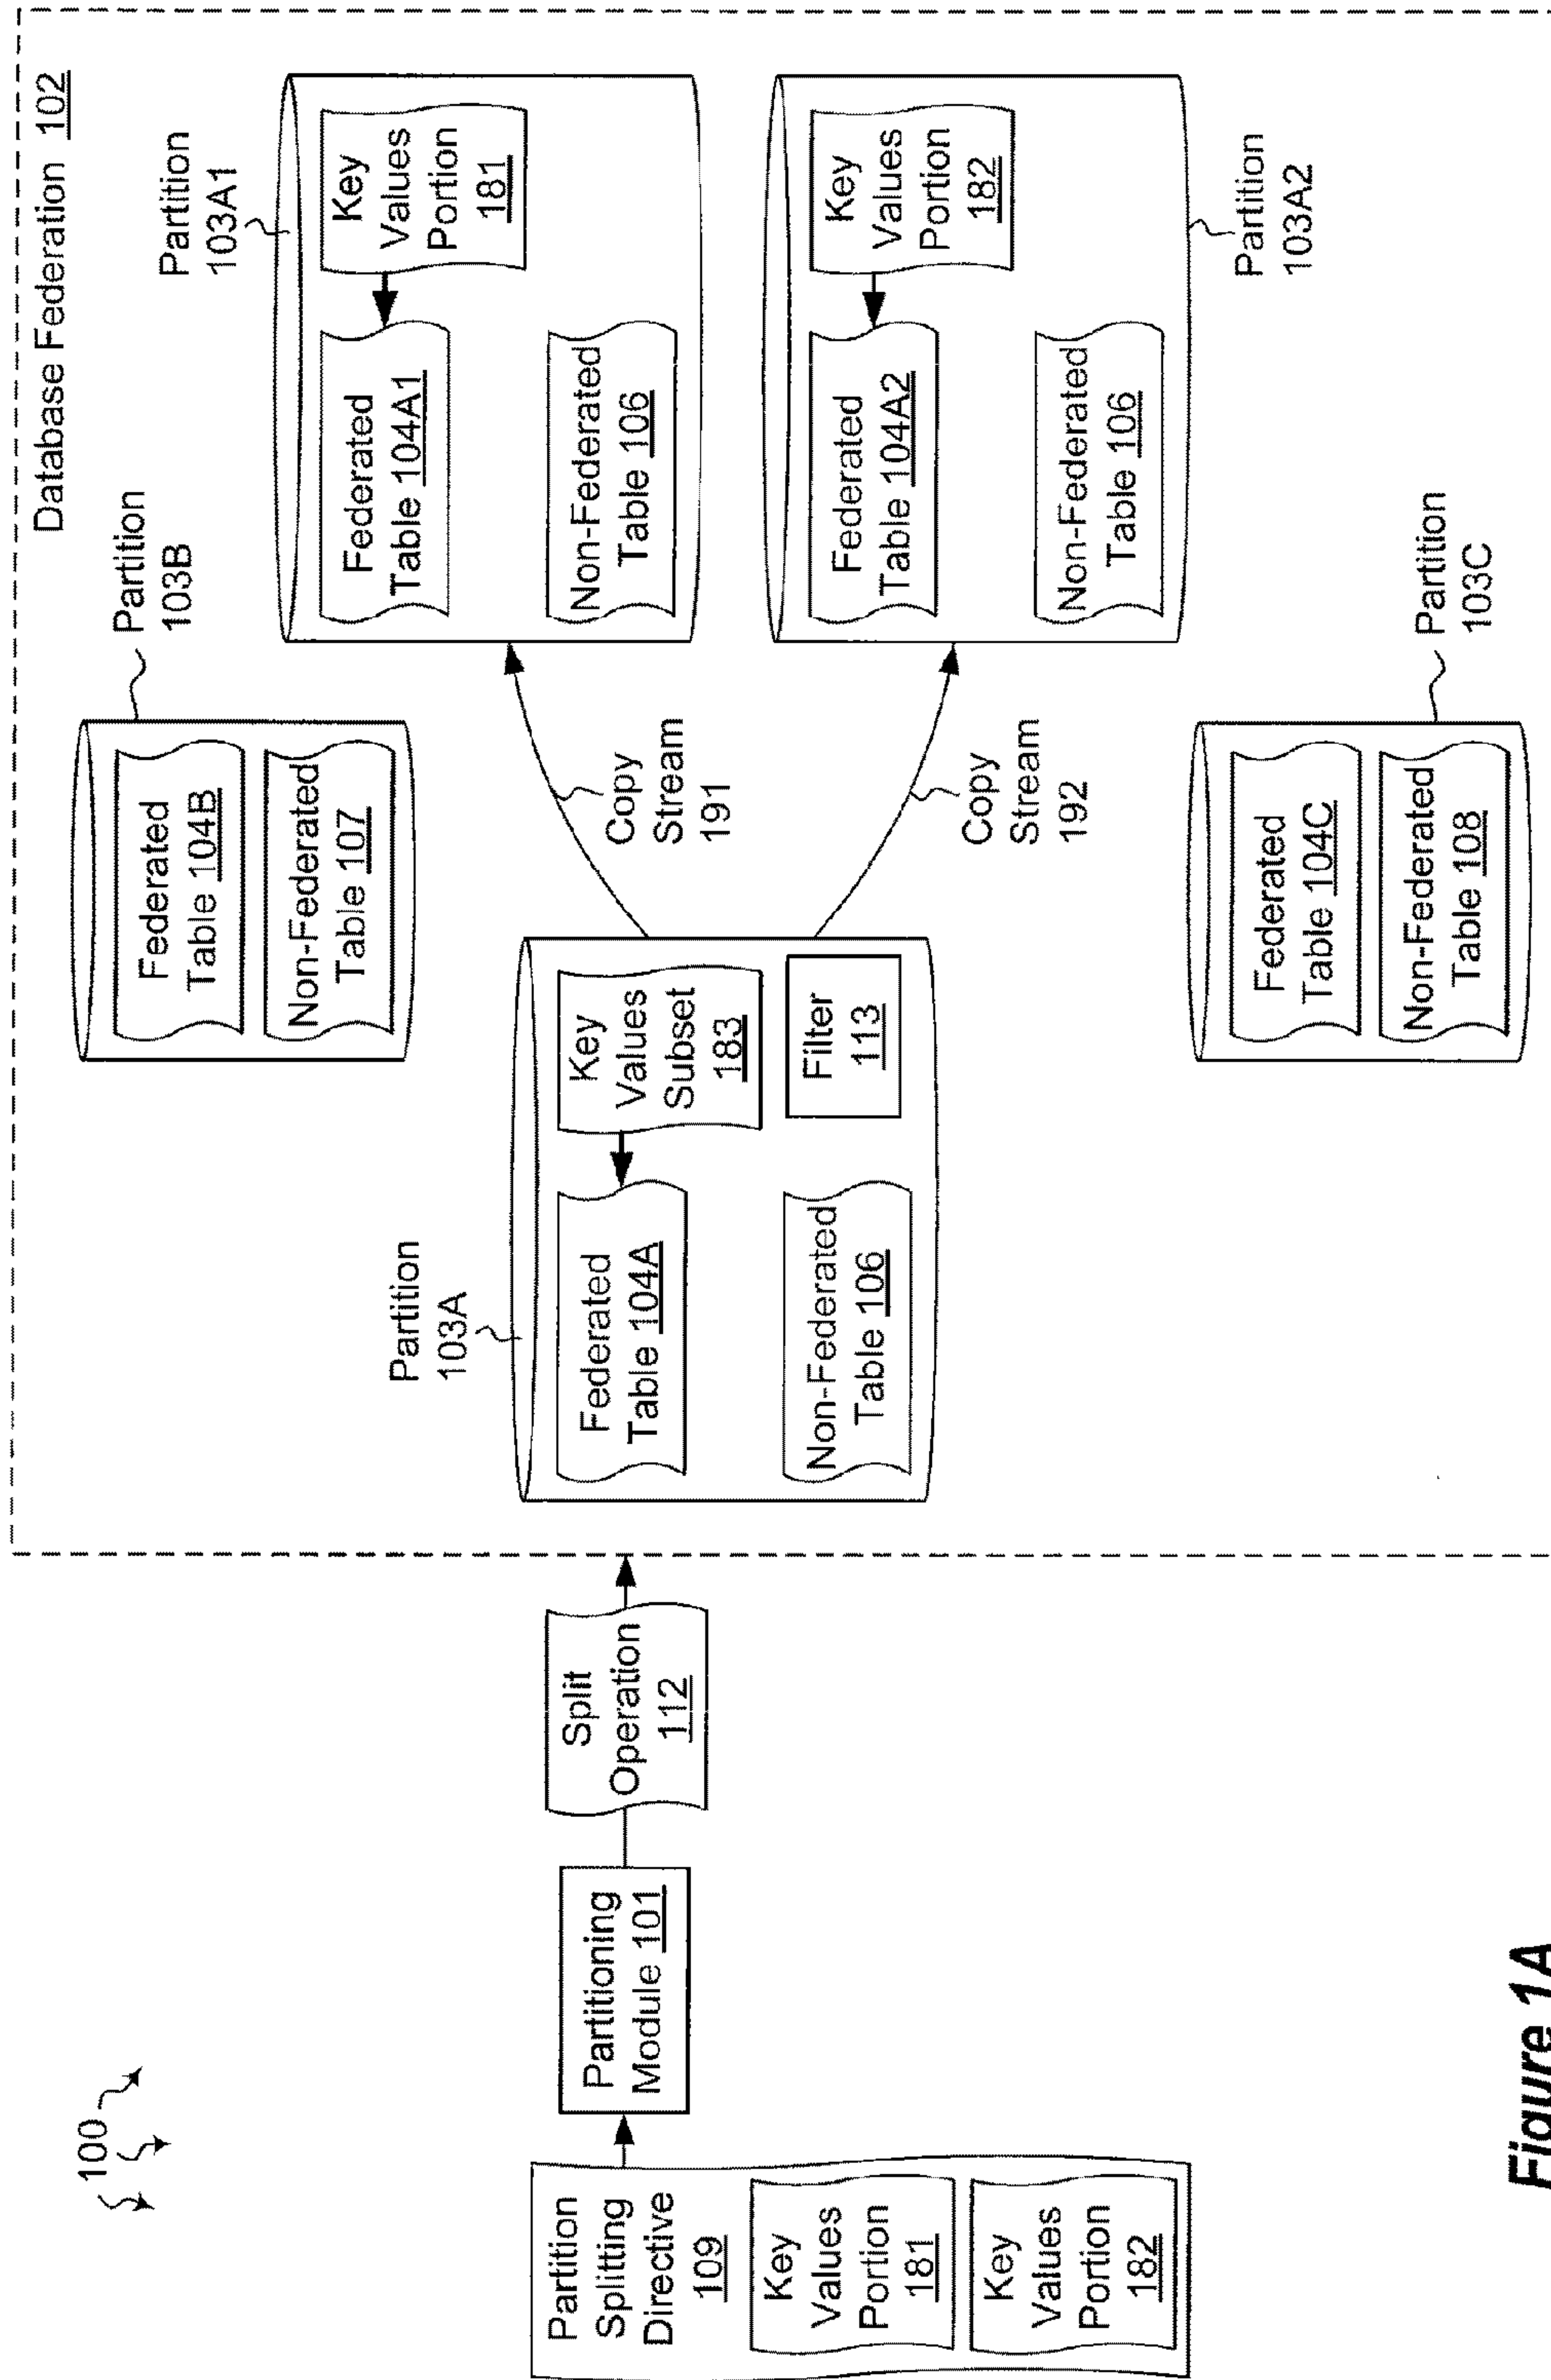 100
Database Federation 102
Partition
Splitting
Directive
109
Key
Values
Portion
181
Key
Values
Portion
182
Partitioning
Module 101
Split
Operation
112
Partition
103A
Federated
Table 104A
Key
Values
Subset
183
Non-Federated
Table 106
Filter
113
Partition
103B
Federated
Table 104B
Non-Federated
Table 107
Copy
Stream
191
Copy
Stream
192
Partition
103A1
Federated
Table 104A1
Key
Values
Portion
181
Non-Federated
Table 106
Federated
Table 104A2
Key
Values
Portion
182
Non-Federated
Table 106
Partition
103A2
Federated
Table 104C
Non-Federated
Table 108
Partition
103C
Figure 1A